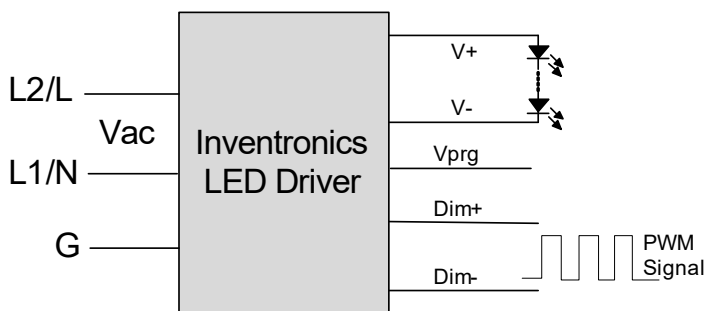 L2/L
Vac
L1/N
G
Inventronics
LED Driver
V+
V-
Vprg
Dim+
Dim-
PWM
Signal